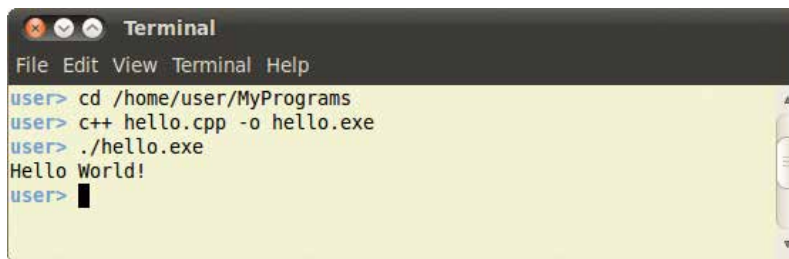 Terminal
File Edit View Terminal Help
user> cd /home/user/MyPrograms
user> c++ hello.cpp -o hello.exe
user> ./hello.exe
Hello World!
user>